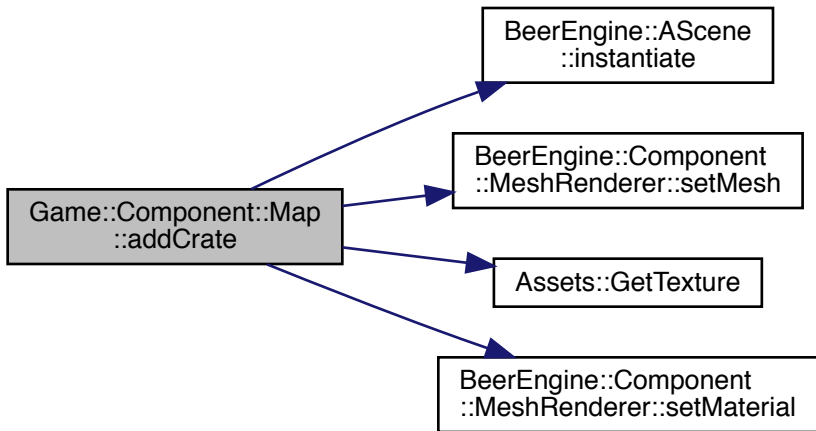 BeerEngine::AScene
::instantiate
BeerEngine::Component
::MeshRenderer::setMesh
Game::Component::Map
::addCrate
Assets::GetTexture
BeerEngine::Component
::MeshRenderer::setMaterial